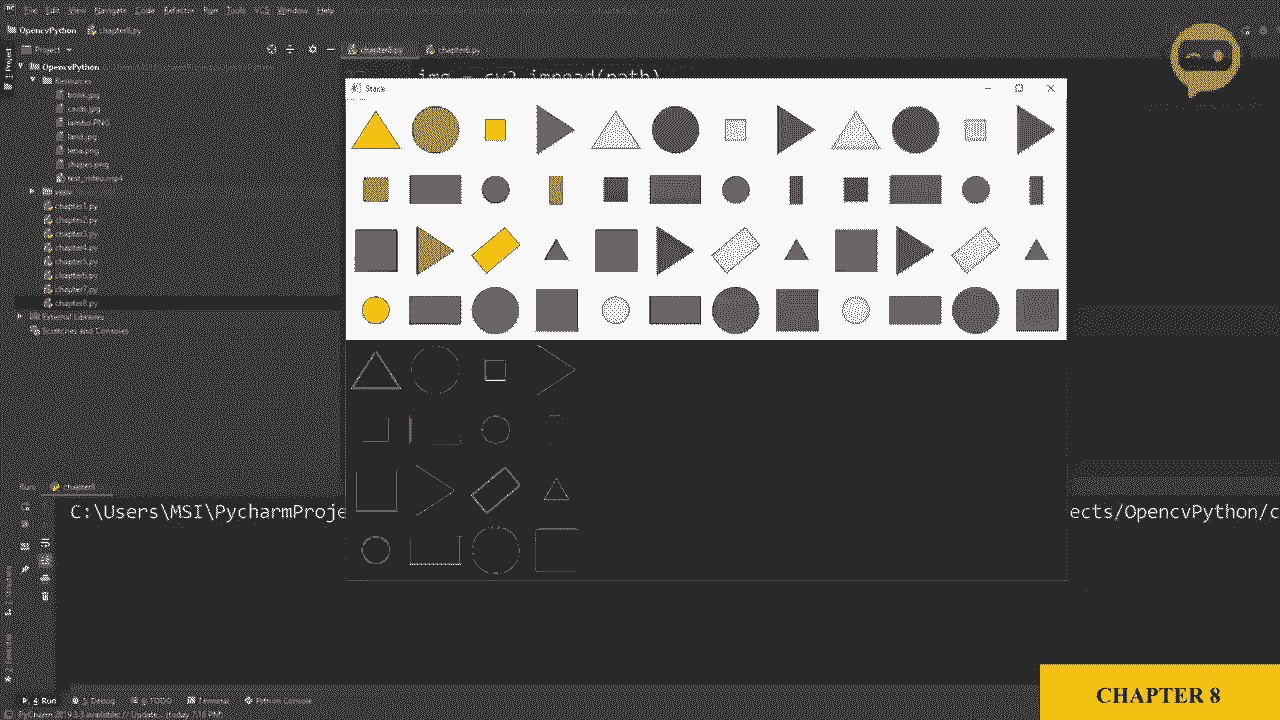 File Edit View Navigate Code Refactor Run Tools VCS Window Help
OpencvPython chapter8.py
Project
chapter8.py chapter6.py
OpencvPython
Resources
img = cv2.imread(path)
Stack
book.jpg
cards.jpg
lambo.PNG
land.jpg
lena.png
shapes.png
test_video.mp4
venv
chapter1.py
chapter2.py
chapter3.py
chapter4.py
chapter5.py
chapter6.py
chapter7.py
chapter8.py
External Libraries
Scratches and Consoles
Run: chapter8
C:\Users\MSI\PycharmProje
ects/OpencvPython/c
CHAPTER 8
4: Run 5: Debug 6: TODO Terminal Python Console